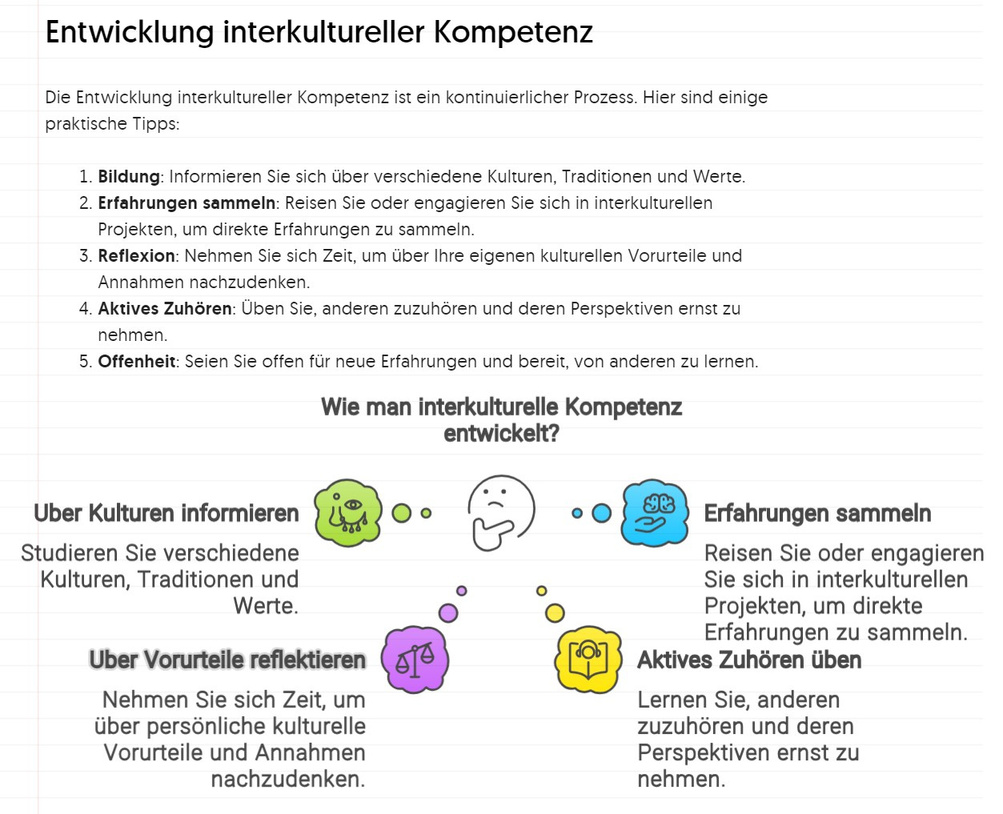 Entwicklung interkultureller Kompetenz
Die Entwicklung interkultureller Kompetenz ist ein kontinuierlicher Prozess. Hier sind einige
praktische Tipps:
1. Bildung: Informieren Sie sich über verschiedene Kulturen, Traditionen und Werte.
2. Erfahrungen sammeln: Reisen Sie oder engagieren Sie sich in interkulturellen
Projekten, um direkte Erfahrungen zu sammeln.
3. Reflexion: Nehmen Sie sich Zeit, um über Ihre eigenen kulturellen Vorurteile und
Annahmen nachzudenken.
4. Aktives Zuhören: Üben Sie, anderen zuzuhören und deren Perspektiven ernst zu
nehmen.
5. Offenheit: Seien Sie offen für neue Erfahrungen und bereit, von anderen zu lernen.
Wie man interkulturelle Kompetenz
entwickelt?
Uber Kulturen informieren
Studieren Sie verschiedene
Kulturen, Traditionen und
Werte.
Erfahrungen sammeln
Reisen Sie oder engagieren
Sie sich in interkulturellen
Projekten, um direkte
Erfahrungen zu sammeln.
Uber Vorurteile reflektieren
Nehmen Sie sich Zeit, um
über persönliche kulturelle
Vorurteile und Annahmen
nachzudenken.
Aktives Zuhören üben
Lernen Sie, anderen
zuzuhören und deren
Perspektiven ernst zu
nehmen.